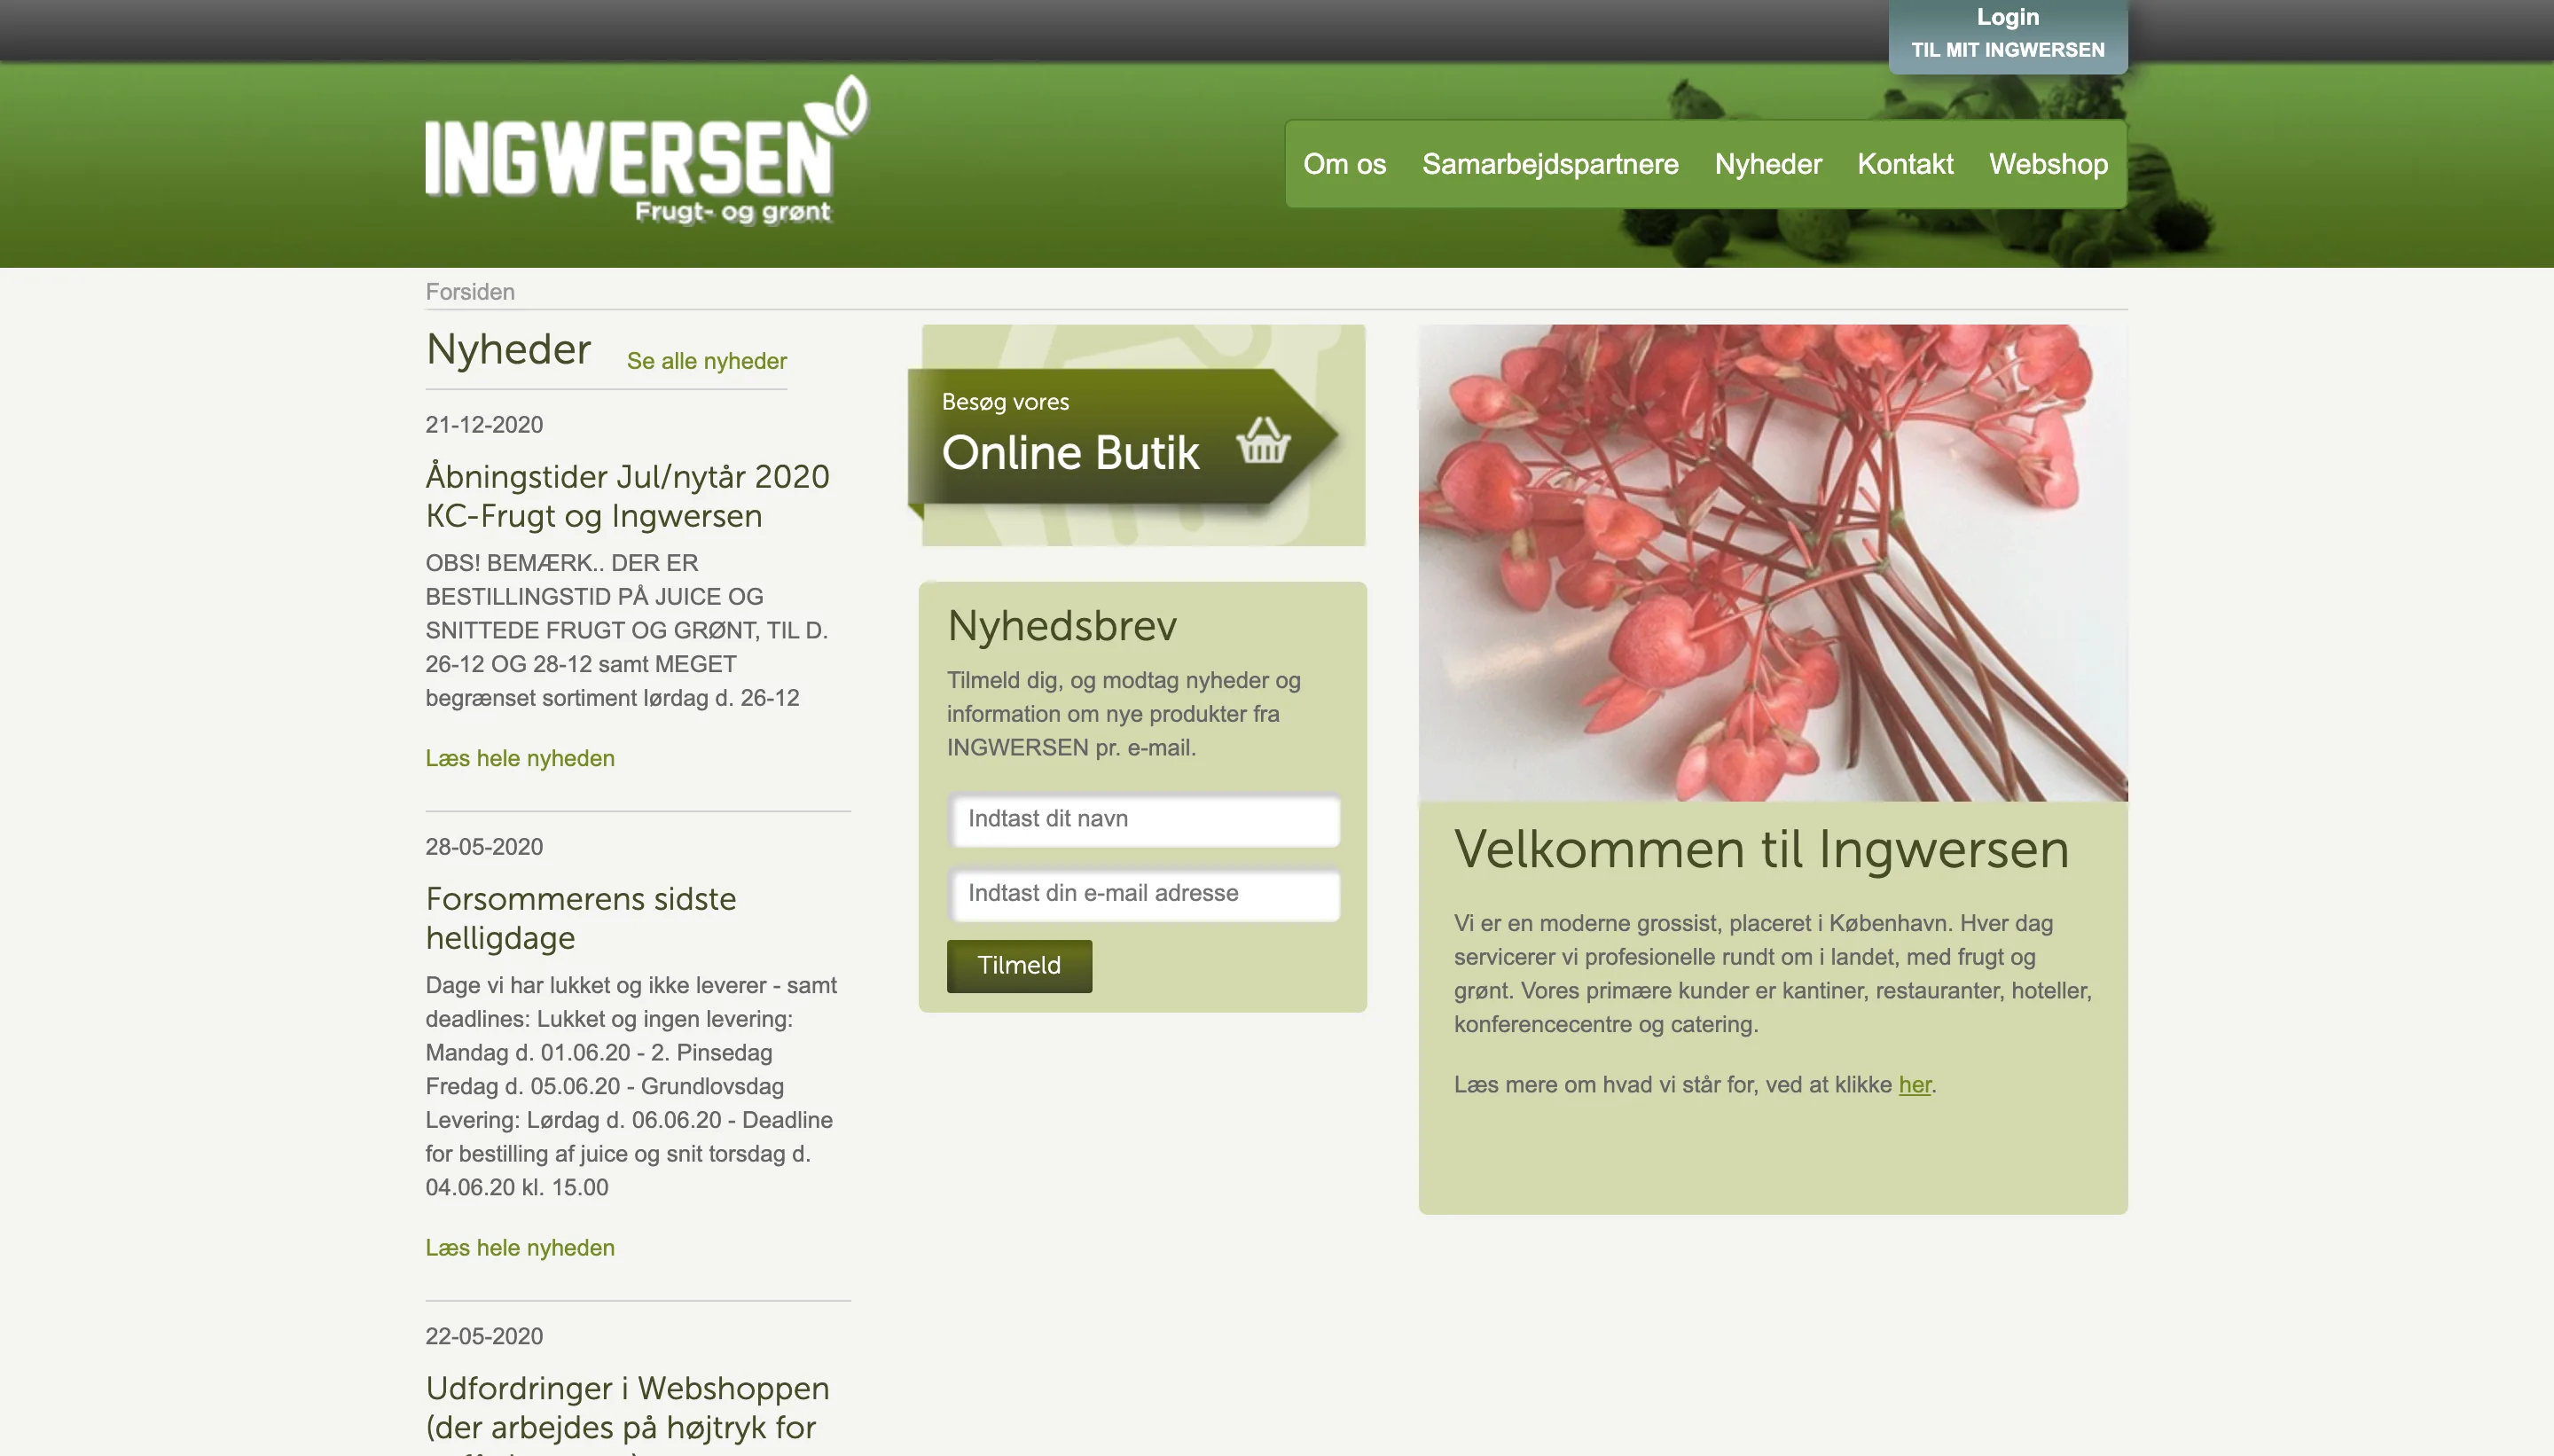 Login
TIL MIT INGWERSEN
INGWERSEN
Frugt- og grønt
Om os Samarbejdspartnere Nyheder Kontakt Webshop
Forsiden
Nyheder Se alle nyheder
21-12-2020
Åbningstider Jul/nytår 2020
KC-Frugt og Ingwersen
OBS! BEMÆRK.. DER ER
BESTILLINGSTID PÅ JUICE OG
SNITTEDE FRUGT OG GRØNT, TIL D.
26-12 OG 28-12 samt MEGET
begrænset sortiment lørdag d. 26-12
Læs hele nyheden
28-05-2020
Forsommerens sidste
helligdage
Dage vi har lukket og ikke leverer - samt
deadlines: Lukket og ingen levering:
Mandag d. 01.06.20 - 2. Pinsedag
Fredag d. 05.06.20 - Grundlovsdag
Levering: Lørdag d. 06.06.20 - Deadline
for bestilling af juice og snit torsdag d.
04.06.20 kl. 15.00
Læs hele nyheden
22-05-2020
Udfordringer i Webshoppen
(der arbejdes på højtryk for
Besøg vores
Online Butik
Nyhedsbrev
Tilmeld dig, og modtag nyheder og
information om nye produkter fra
INGWERSEN pr. e-mail.
Indtast dit navn
Indtast din e-mail adresse
Tilmeld
Velkommen til Ingwersen
Vi er en moderne grossist, placeret i København. Hver dag
servicerer vi profesionelle rundt om i landet, med frugt og
grønt. Vores primære kunder er kantiner, restauranter, hoteller,
konferencecentre og catering.
Læs mere om hvad vi står for, ved at klikke her.